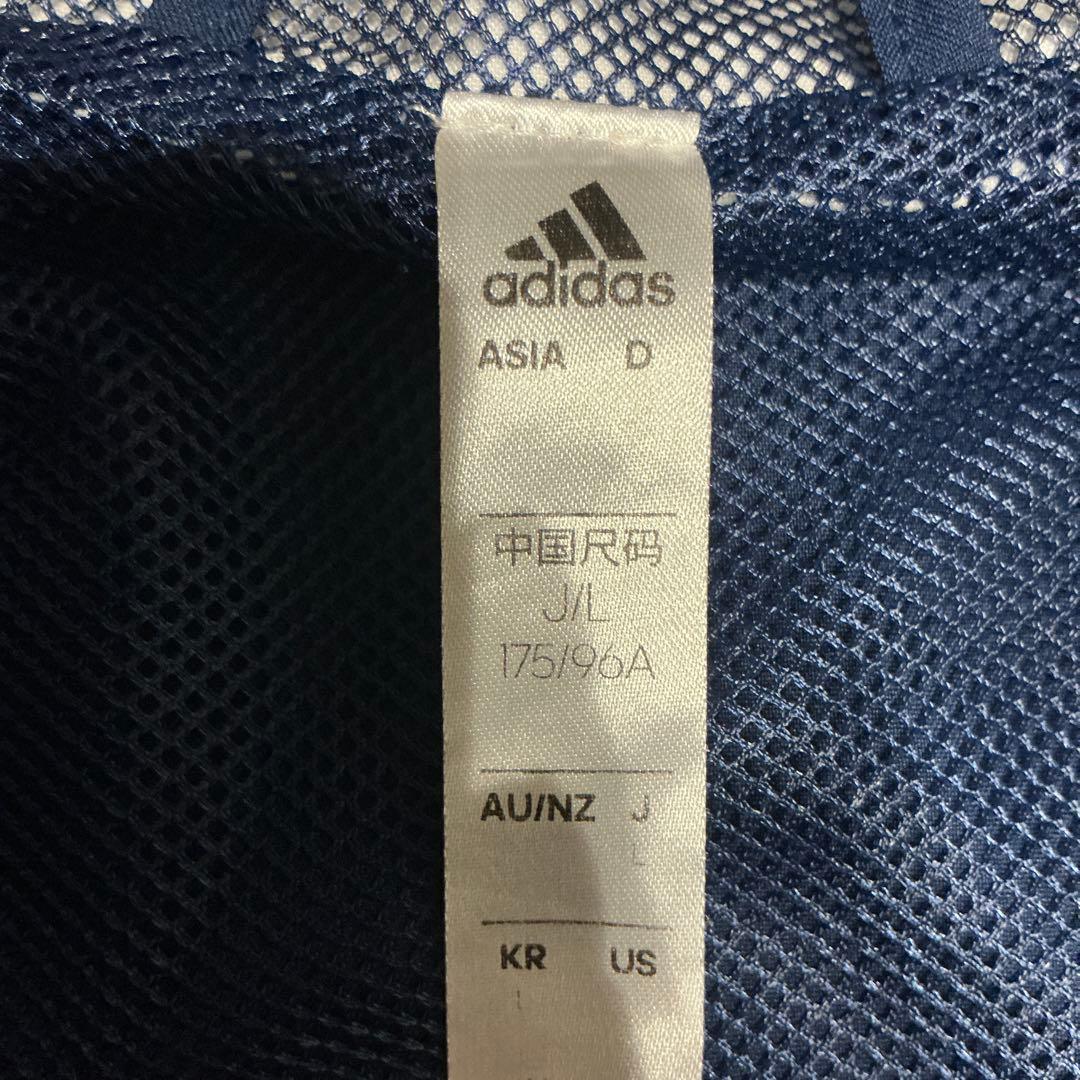 adidas
ASIA D
中国尺码
J/L
175/96A
AU/NZ J
L
KR US